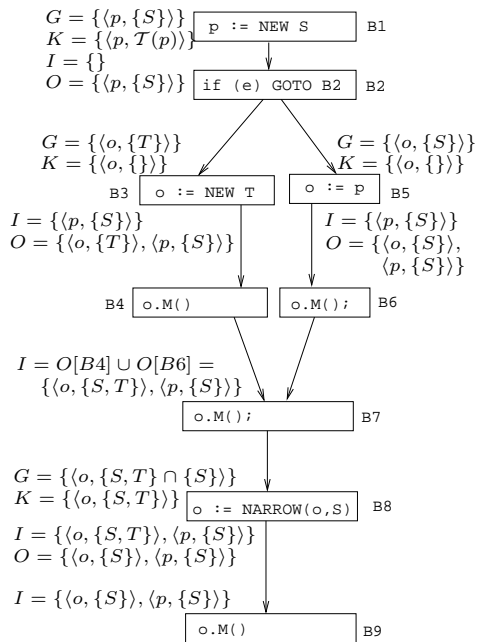 G = {⟨p, {S}⟩}
K = {⟨p, 𝒯(p)⟩}
p := NEW S
B1
I = {}
O = {⟨p, {S}⟩}
if (e) GOTO B2
B2
G = {⟨o, {T}⟩}
K = {⟨o, {}⟩}
G = {⟨o, {S}⟩}
K = {⟨o, {}⟩}
B3
o := NEW T
o := p
B5
I = {⟨p, {S}⟩}
O = {⟨o, {T}⟩, ⟨p, {S}⟩}
I = {⟨p, {S}⟩}
O = {⟨o, {S}⟩,
⟨p, {S}⟩}
B4
o.M()
o.M();
B6
I = O[B4] ∪ O[B6] =
{⟨o, {S, T}⟩, ⟨p, {S}⟩}
o.M();
B7
G = {⟨o, {S, T} ∩ {S}⟩}
K = {⟨o, {S, T}⟩}
o := NARROW(o,S)
B8
I = {⟨o, {S, T}⟩, ⟨p, {S}⟩}
O = {⟨o, {S}⟩, ⟨p, {S}⟩}
I = {⟨o, {S}⟩, ⟨p, {S}⟩}
o.M()
B9